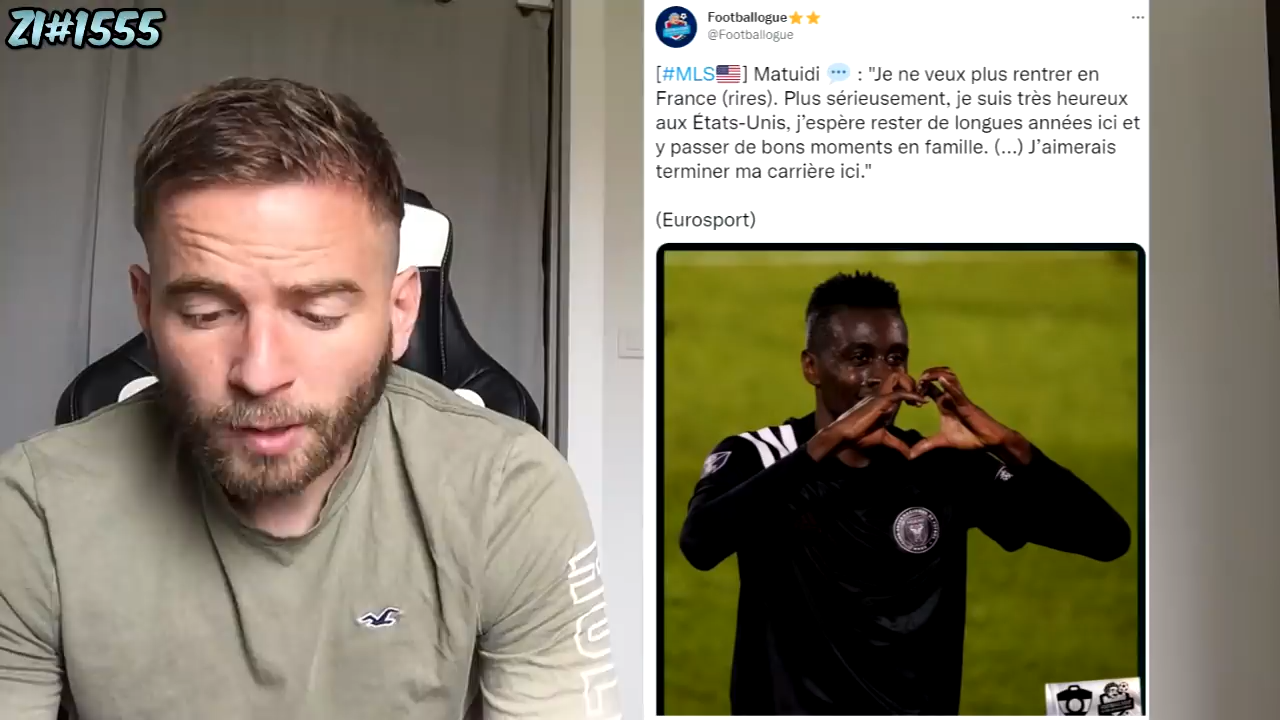 ZI#1555
Footballogue⭐⭐
@Footballogue
[#MLS🇺🇸] Matuidi 💬 : "Je ne veux plus rentrer en
France (rires). Plus sérieusement, je suis très heureux
aux États-Unis, j’espère rester de longues années ici et
y passer de bons moments en famille. (...) J’aimerais
terminer ma carrière ici."
(Eurosport)